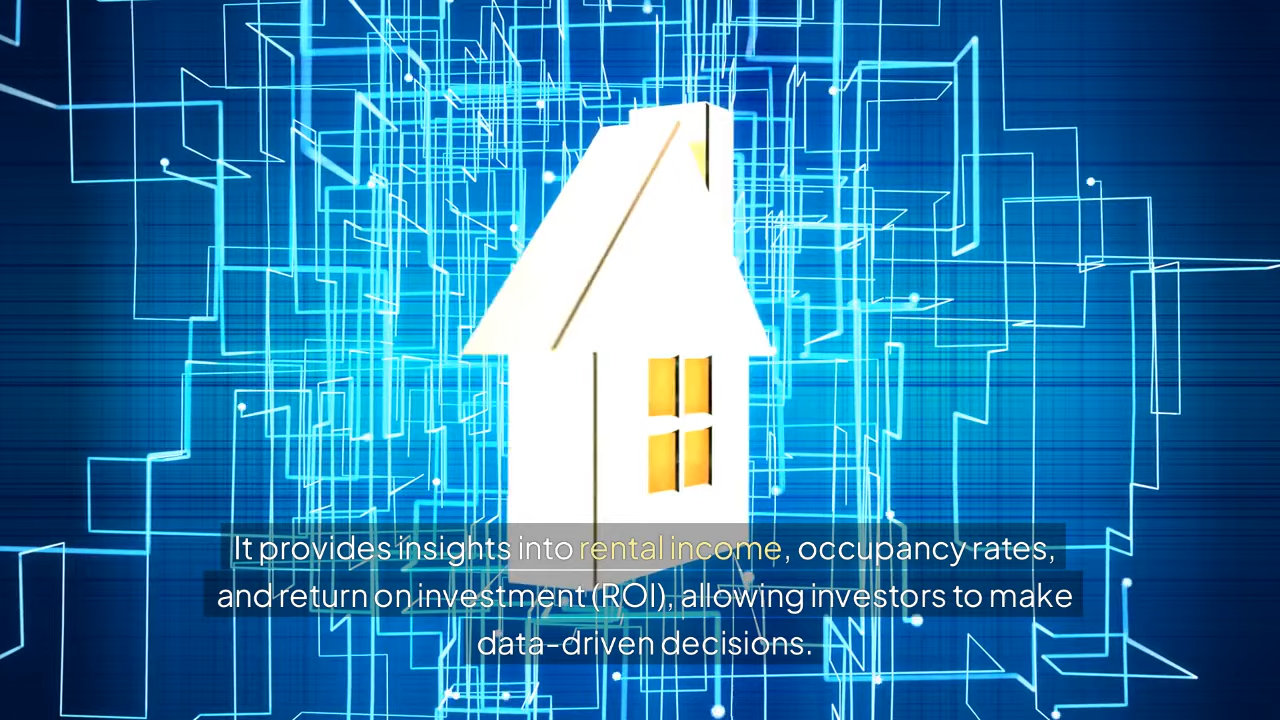 It provides insights into rental income, occupancy rates,
and return on investment (ROI), allowing investors to make
data-driven decisions.